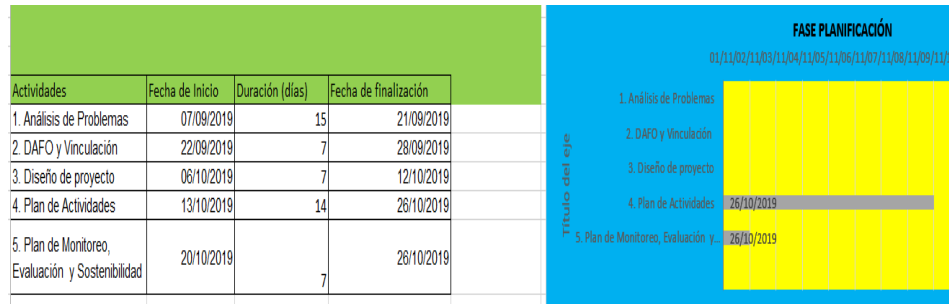 Actividades Fecha de Inicio Duración (días) Fecha de finalización
1. Análisis de Problemas 07/09/2019 15 21/09/2019
2. DAFO y Vinculación 22/09/2019 7 28/09/2019
3. Diseño de proyecto 06/10/2019 7 12/10/2019
4. Plan de Actividades 13/10/2019 14 26/10/2019
5. Plan de Monitoreo,
Evaluación y Sostenibilidad 20/10/2019 7 26/10/2019
FASE PLANIFICACIÓN
01/11/02/11/03/11/04/11/05/11/06/11/07/11/08/11/09/11/
Título del eje
1. Análisis de Problemas
2. DAFO y Vinculación
3. Diseño de proyecto
4. Plan de Actividades 26/10/2019
5. Plan de Monitoreo, Evaluación y... 26/10/2019